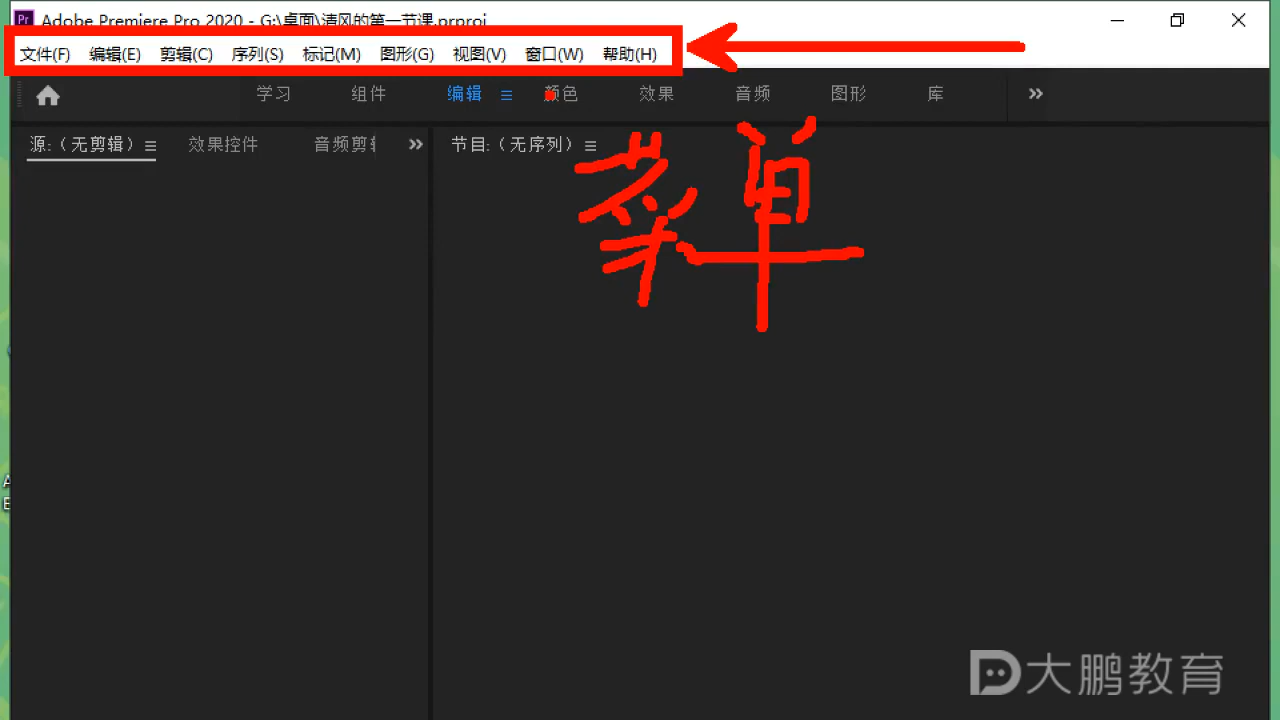 Adobe Premiere Pro 2020 - G:\桌面\清风的第一节课.prproj
文件(F) 编辑(E) 剪辑(C) 序列(S) 标记(M) 图形(G) 视图(V) 窗口(W) 帮助(H)
学习 组件 编辑 颜色 效果 音频 图形 库
源:（无剪辑） 效果控件 音频剪 节目:（无序列）
菜单
大鹏教育